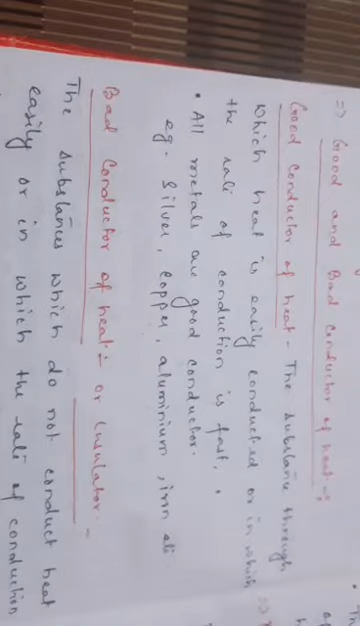 ⇒ Good and Bad conductor of heat -:
Good conductor of heat - The substance through
which heat is easily conducted or in which
the rate of conduction is fast.
• All metals are good conductor.
eg. Silver, copper, aluminium, iron etc
Bad conductor of heat :- or insulator. -
The substances which do not conduct heat
easily or in which the rate of conduction